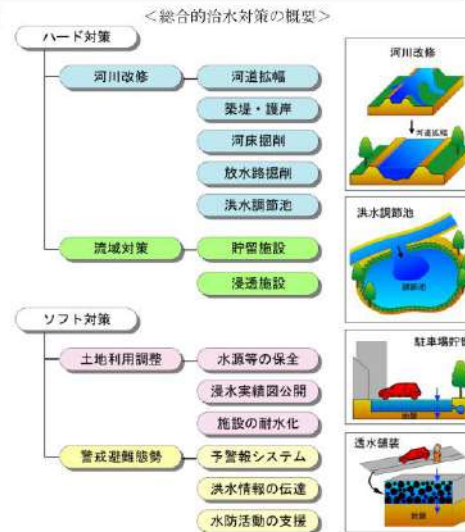 <総合的治水対策の概要>
ハード対策
河川改修
河道拡幅
築堤・護岸
河床掘削
放水路掘削
洪水調節池
流域対策
貯留施設
浸透施設
ソフト対策
土地利用調整
水源等の保全
浸水実績図公開
施設の耐水化
警戒避難態勢
予警報システム
洪水情報の伝達
水防活動の支援
河川改修
河道拡幅
洪水調節池
調節池
駐車場貯留
透水舗装